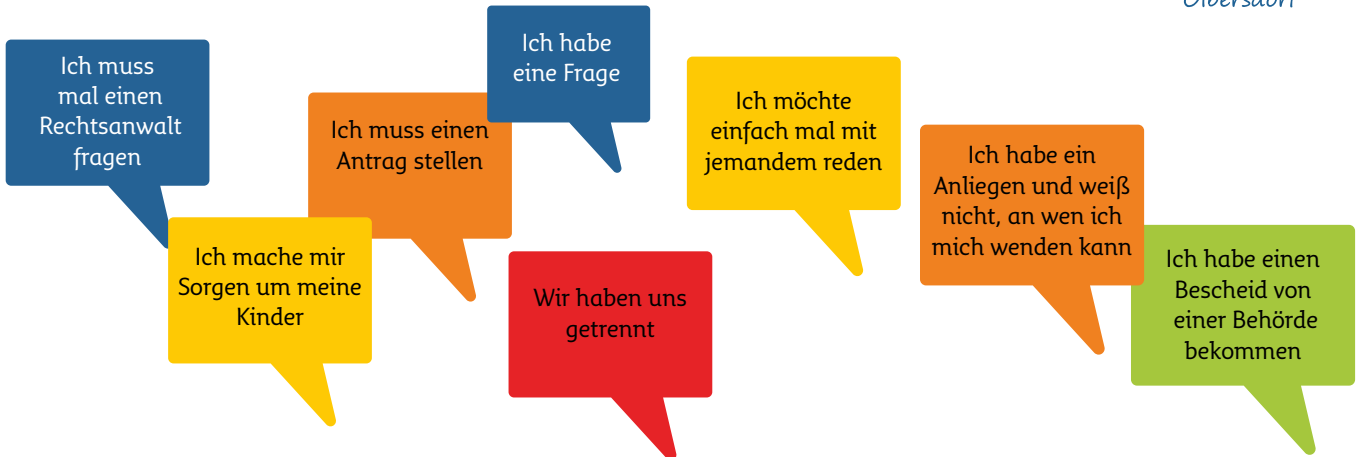 Olbersdorf
Ich muss
mal einen
Rechtsanwalt
fragen
Ich muss einen
Antrag stellen
Ich habe
eine Frage
Ich möchte
einfach mal mit
jemandem reden
Ich habe ein
Anliegen und weiß
nicht, an wen ich
mich wenden kann
Ich mache mir
Sorgen um meine
Kinder
Wir haben uns
getrennt
Ich habe einen
Bescheid von
einer Behörde
bekommen